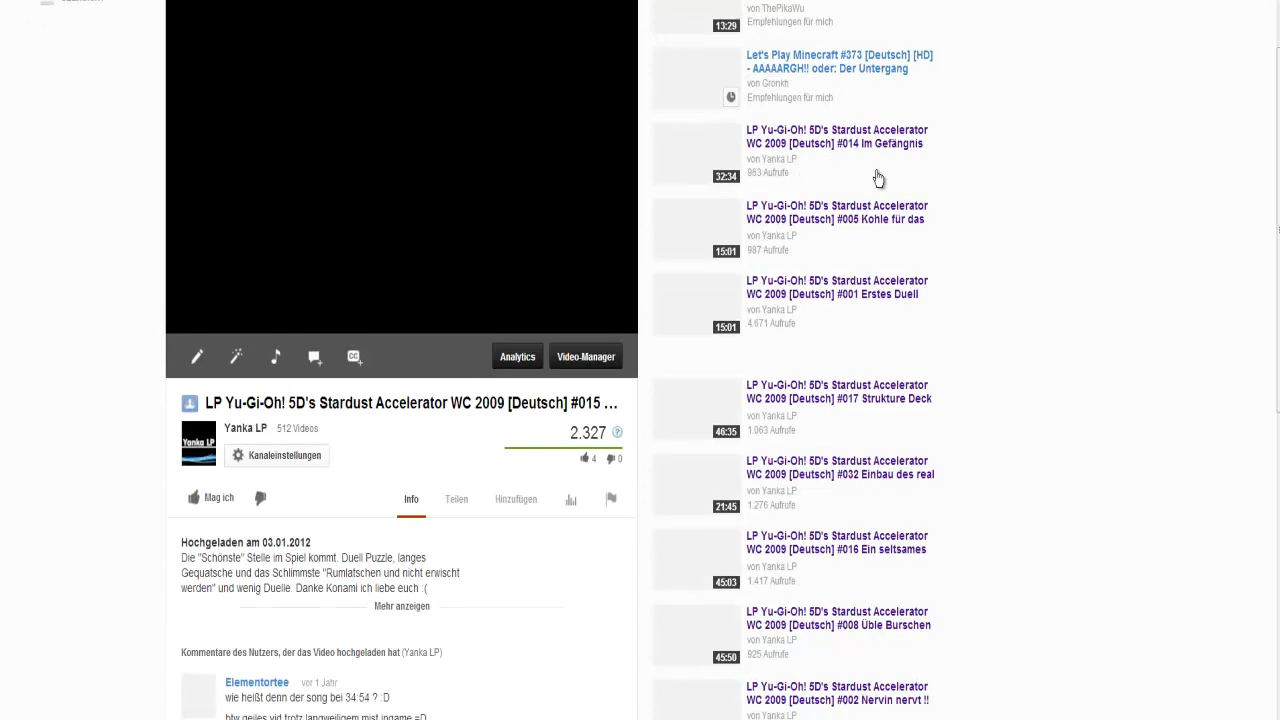 LP Yu-Gi-Oh! 5D's Stardust Accelerator WC 2009 [Deutsch] #015 ...
Yanka LP 512 Videos
Kanaleinstellungen
2.327
4 0
Analytics Video-Manager
Mag ich
Info Teilen Hinzufügen
Hochgeladen am 03.01.2012
Die "Schönste" Stelle im Spiel kommt. Duell Puzzle, langes
Gequatsche und das Schlimmste "Rumlatschen und nicht erwischt
werden" und wenig Duelle. Danke Konami ich liebe euch :(
Mehr anzeigen
Kommentare des Nutzers, der das Video hochgeladen hat (Yanka LP)
Elementortee vor 1 Jahr
wie heißt denn der song bei 34:54 ? :D
btw geiles vid trotz langweiligem mist ingame =D
von ThePikaWu
Empfehlungen für mich
13:29
Let's Play Minecraft #373 [Deutsch] [HD]
- AAAAARGH!! oder: Der Untergang
von Gronkh
Empfehlungen für mich
LP Yu-Gi-Oh! 5D's Stardust Accelerator
WC 2009 [Deutsch] #014 Im Gefängnis
von Yanka LP
963 Aufrufe
32:34
LP Yu-Gi-Oh! 5D's Stardust Accelerator
WC 2009 [Deutsch] #005 Kohle für das
von Yanka LP
987 Aufrufe
15:01
LP Yu-Gi-Oh! 5D's Stardust Accelerator
WC 2009 [Deutsch] #001 Erstes Duell
von Yanka LP
4.671 Aufrufe
15:01
LP Yu-Gi-Oh! 5D's Stardust Accelerator
WC 2009 [Deutsch] #017 Strukture Deck
von Yanka LP
1.063 Aufrufe
46:35
LP Yu-Gi-Oh! 5D's Stardust Accelerator
WC 2009 [Deutsch] #032 Einbau des real
von Yanka LP
1.276 Aufrufe
21:45
LP Yu-Gi-Oh! 5D's Stardust Accelerator
WC 2009 [Deutsch] #016 Ein seltsames
von Yanka LP
1.417 Aufrufe
45:03
LP Yu-Gi-Oh! 5D's Stardust Accelerator
WC 2009 [Deutsch] #008 Üble Burschen
von Yanka LP
925 Aufrufe
45:50
LP Yu-Gi-Oh! 5D's Stardust Accelerator
WC 2009 [Deutsch] #002 Nervin nervt !!
von Yanka LP